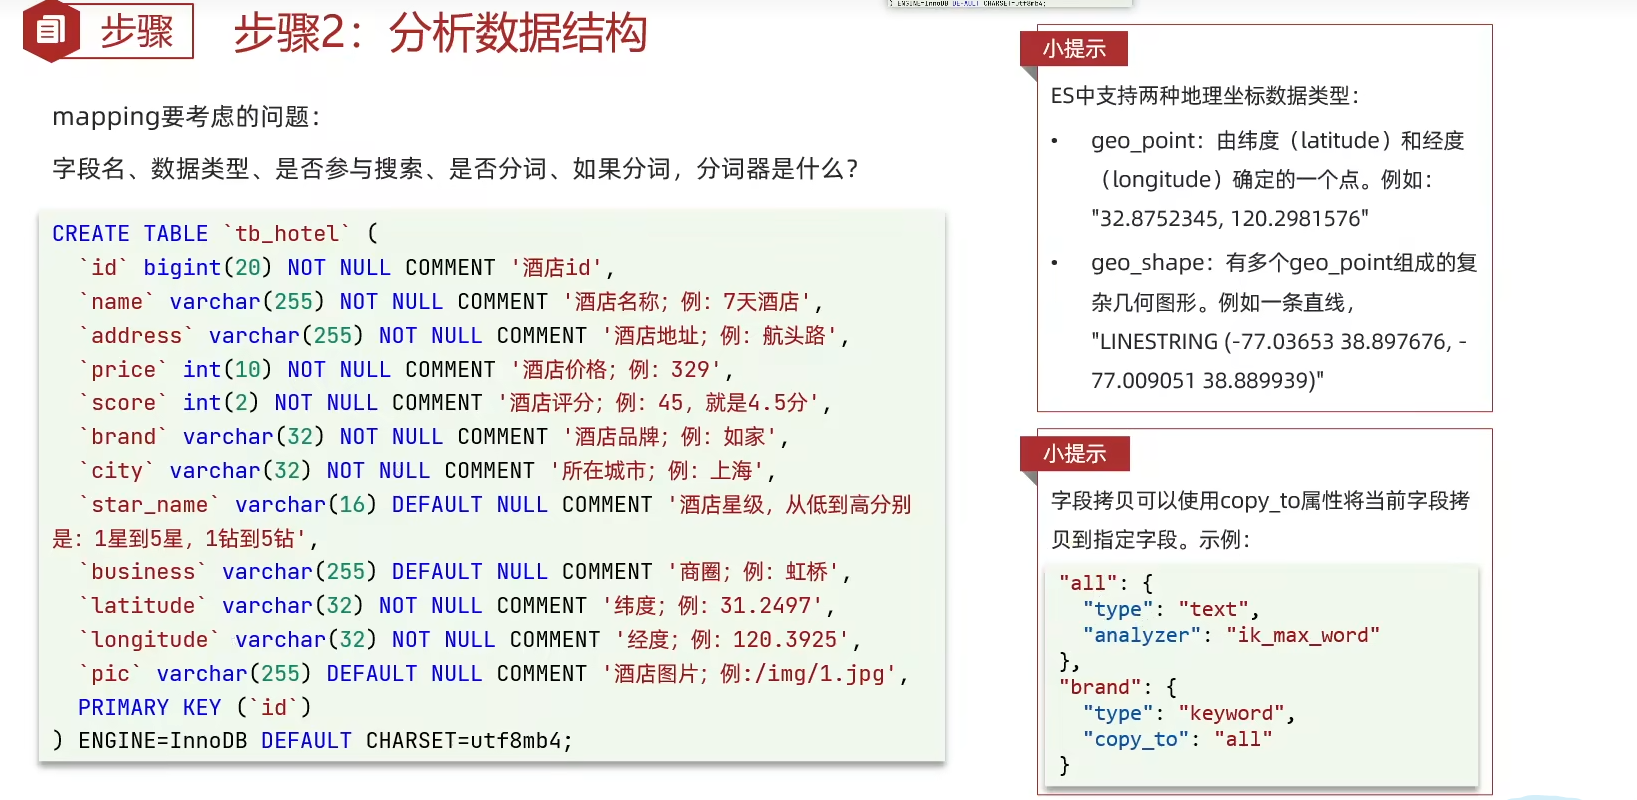 ) ENGINE=InnoDB DEFAULT CHARSET=utf8mb4;
步骤
步骤2：分析数据结构
mapping要考虑的问题：
字段名、数据类型、是否参与搜索、是否分词、如果分词，分词器是什么？
CREATE TABLE `tb_hotel` (
`id` bigint(20) NOT NULL COMMENT '酒店id',
`name` varchar(255) NOT NULL COMMENT '酒店名称；例：7天酒店',
`address` varchar(255) NOT NULL COMMENT '酒店地址；例：航头路',
`price` int(10) NOT NULL COMMENT '酒店价格；例：329',
`score` int(2) NOT NULL COMMENT '酒店评分；例：45，就是4.5分',
`brand` varchar(32) NOT NULL COMMENT '酒店品牌；例：如家',
`city` varchar(32) NOT NULL COMMENT '所在城市；例：上海',
`star_name` varchar(16) DEFAULT NULL COMMENT '酒店星级，从低到高分别
是：1星到5星，1钻到5钻',
`business` varchar(255) DEFAULT NULL COMMENT '商圈；例：虹桥',
`latitude` varchar(32) NOT NULL COMMENT '纬度；例：31.2497',
`longitude` varchar(32) NOT NULL COMMENT '经度；例：120.3925',
`pic` varchar(255) DEFAULT NULL COMMENT '酒店图片；例:/img/1.jpg',
PRIMARY KEY (`id`)
) ENGINE=InnoDB DEFAULT CHARSET=utf8mb4;
小提示
ES中支持两种地理坐标数据类型：
• geo_point：由纬度（latitude）和经度
（longitude）确定的一个点。例如：
"32.8752345, 120.2981576"
• geo_shape：有多个geo_point组成的复
杂几何图形。例如一条直线，
"LINESTRING (-77.03653 38.897676, -
77.009051 38.889939)"
小提示
字段拷贝可以使用copy_to属性将当前字段拷
贝到指定字段。示例：
"all": {
"type": "text",
"analyzer": "ik_max_word"
},
"brand": {
"type": "keyword",
"copy_to": "all"
}